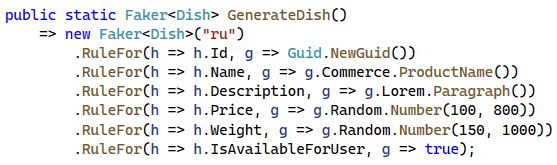 public static Faker<Dish> GenerateDish()
    => new Faker<Dish>("ru")
        .RuleFor(h => h.Id, g => Guid.NewGuid())
        .RuleFor(h => h.Name, g => g.Commerce.ProductName())
        .RuleFor(h => h.Description, g => g.Lorem.Paragraph())
        .RuleFor(h => h.Price, g => g.Random.Number(100, 800))
        .RuleFor(h => h.Weight, g => g.Random.Number(150, 1000))
        .RuleFor(h => h.IsAvailableForUser, g => true);